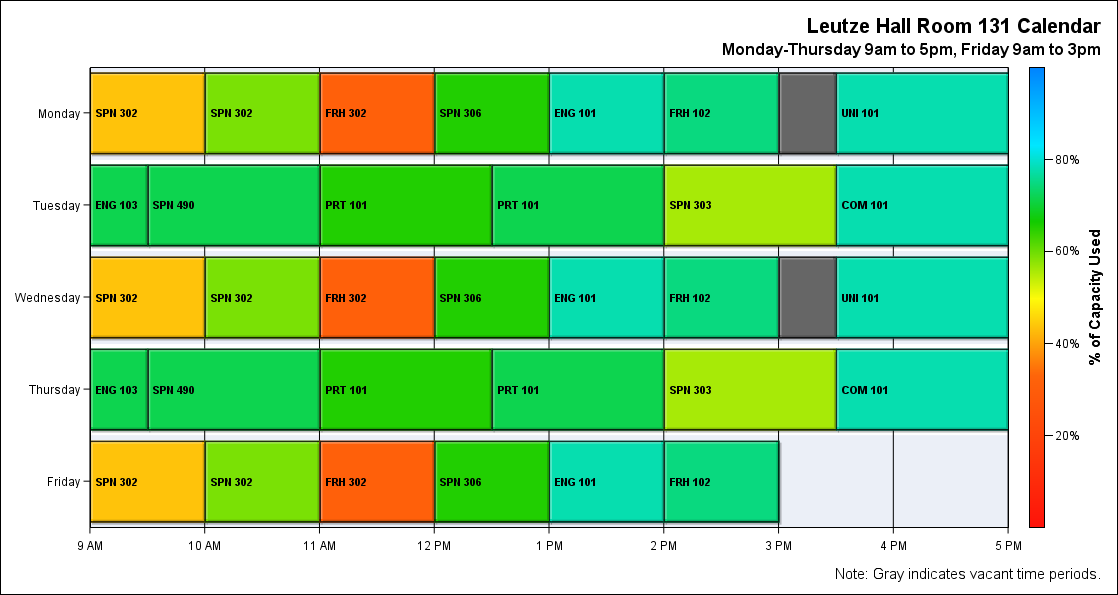 Leutze Hall Room 131 Calendar
Monday-Thursday 9am to 5pm, Friday 9am to 3pm
Monday SPN 302 SPN 302 FRH 302 SPN 306 ENG 101 FRH 102 UNI 101
80%
Tuesday ENG 103 SPN 490 PRT 101 PRT 101 SPN 303 COM 101
60%
Wednesday SPN 302 SPN 302 FRH 302 SPN 306 ENG 101 FRH 102 UNI 101
% of Capacity Used
40%
Thursday ENG 103 SPN 490 PRT 101 PRT 101 SPN 303 COM 101
20%
Friday SPN 302 SPN 302 FRH 302 SPN 306 ENG 101 FRH 102
9 AM 10 AM 11 AM 12 PM 1 PM 2 PM 3 PM 4 PM 5 PM
Note: Gray indicates vacant time periods.